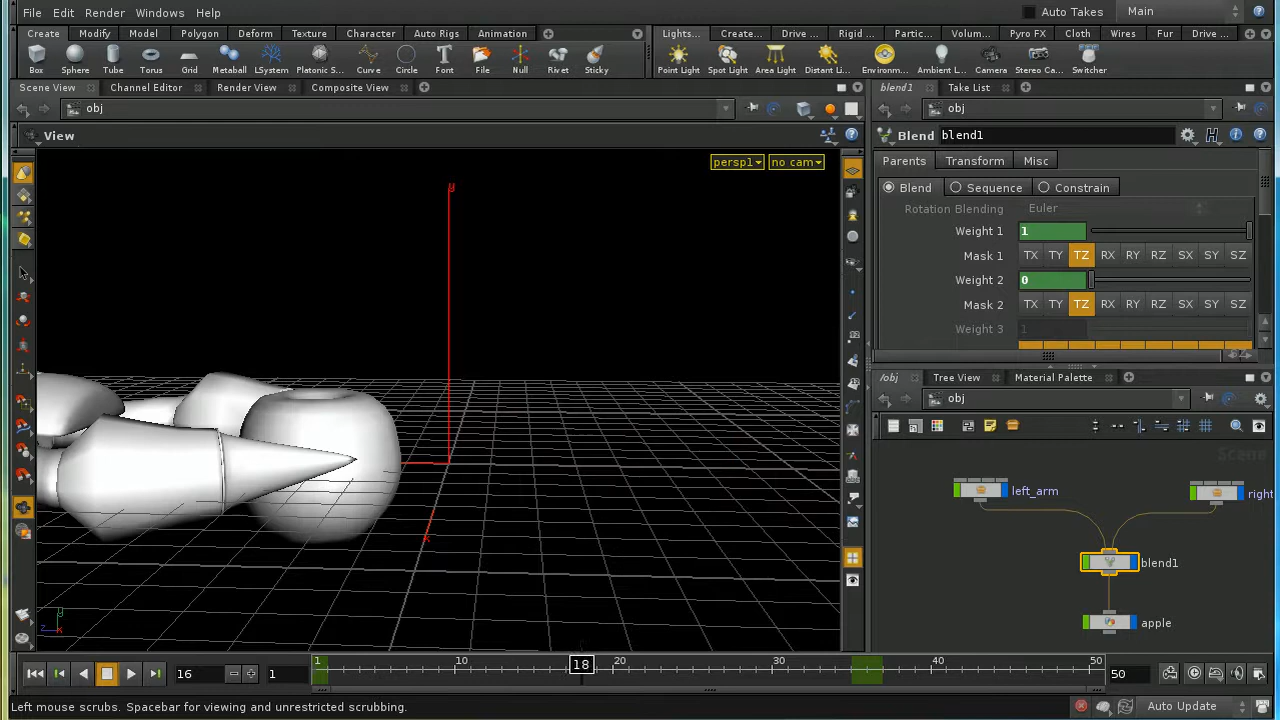 File Edit Render Windows Help Auto Takes Main
Create Modify Model Polygon Deform Texture Character Auto Rigs Animation Lights... Create... Drive ... Rigid ... Partic... Volum... Pyro FX Cloth Wires Fur Drive ...
Box Sphere Tube Torus Grid Metaball LSystem Platonic S... Curve Circle Font File Null Rivet Sticky Point Light Spot Light Area Light Distant Li... Environm... Ambient L... Camera Stereo Ca... Switcher
Scene View Channel Editor Render View Composite View blend1 Take List
obj obj
View Blend blend1
persp1 no cam Parents Transform Misc
Blend Sequence Constrain
Rotation Blending Euler
Weight 1 1
Mask 1 TX TY TZ RX RY RZ SX SY SZ
Weight 2 0
Mask 2 TX TY TZ RX RY RZ SX SY SZ
Weight 3 1
/obj Tree View Material Palette
obj
Scene
left_arm right
blend1
apple
y
x
y
z x
16 1 1 10 18 20 30 40 50 50
Left mouse scrubs. Spacebar for viewing and unrestricted scrubbing. Auto Update